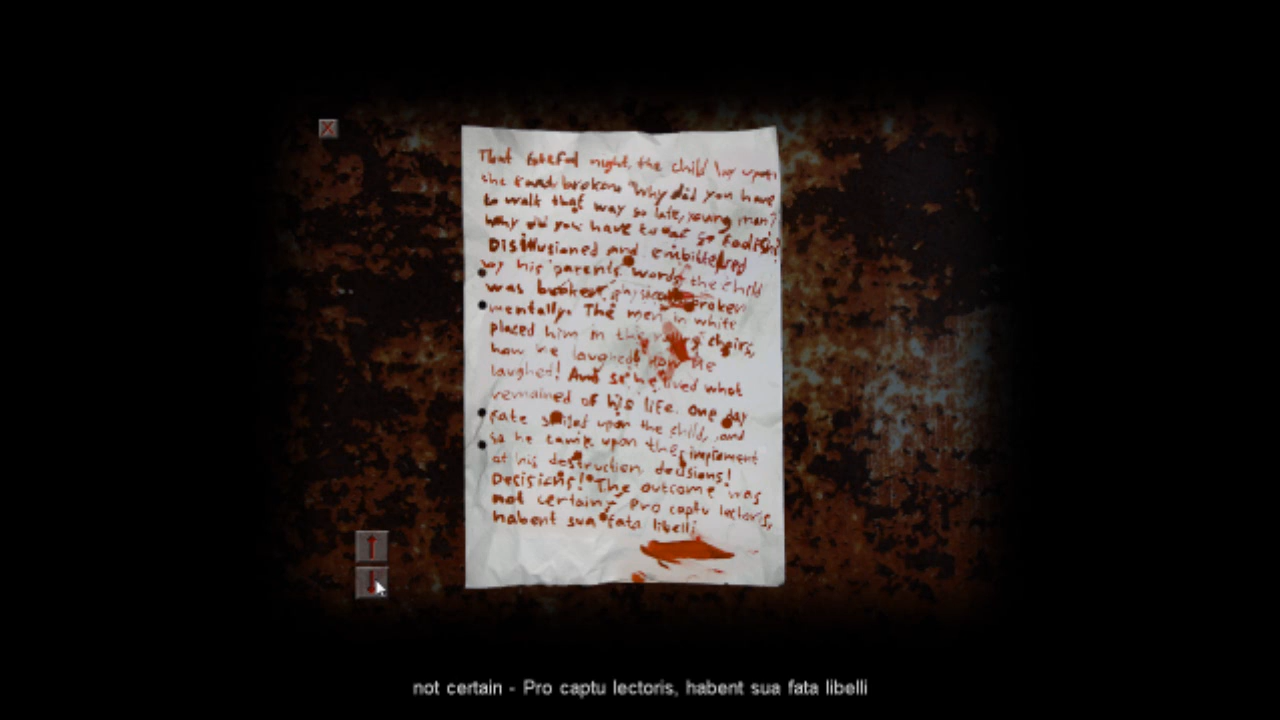 That fateful night, the child lay upon
the road, broken. "Why did you have
to walk that way so late, young man?
Why did you have to act so foolish?"
Disillusioned and embittered
by his parents words the child
was broken, physically broken
mentally. The men in white
placed him in the rolling chairs,
how he laughed! How he
laughed! And so he lived what
remained of his life. One day
fate smiled upon the child, and
so he came upon the implement
of his destruction, decisions!
Decisions! The outcome was
not certain - Pro captu lectoris,
habent sua fata libelli
not certain - Pro captu lectoris, habent sua fata libelli